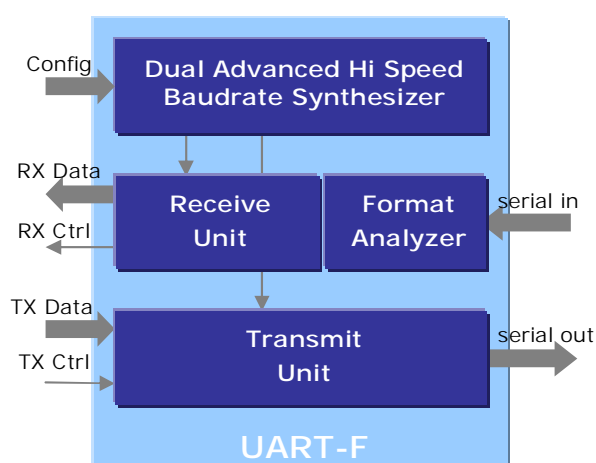 Config
Dual Advanced Hi Speed
Baudrate Synthesizer
RX Data
RX Ctrl
Receive
Unit
Format
Analyzer
serial in
TX Data
TX Ctrl
Transmit
Unit
serial out
UART-F